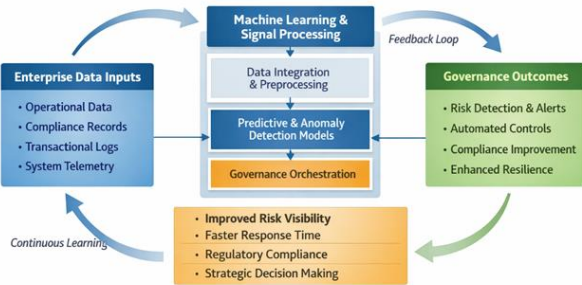 Machine Learning &
Signal Processing
Feedback Loop
Enterprise Data Inputs
• Operational Data
• Compliance Records
• Transactional Logs
• System Telemetry
Data Integration
& Preprocessing
Predictive & Anomaly
Detection Models
Governance Orchestration
Governance Outcomes
• Risk Detection & Alerts
• Automated Controls
• Compliance Improvement
• Enhanced Resilience
Continuous Learning
• Improved Risk Visibility
• Faster Response Time
• Regulatory Compliance
• Strategic Decision Making